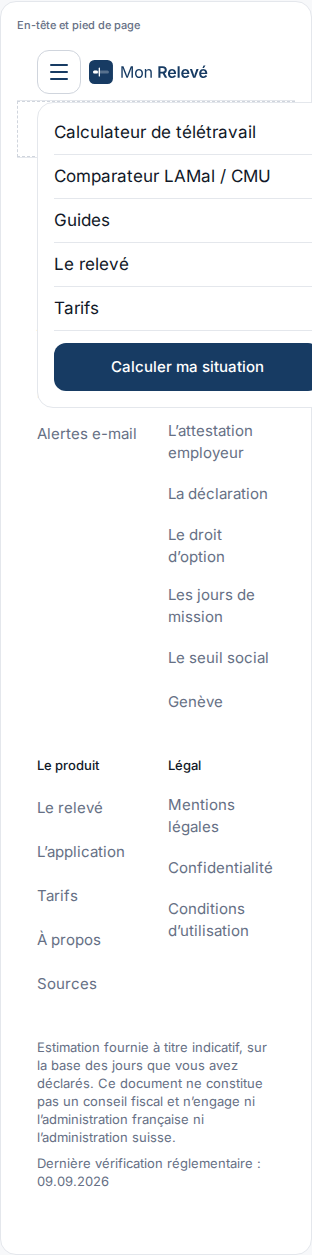 En-tête et pied de page
Mon Relevé
Calculateur de télétravail
Comparateur LAMal / CMU
Guides
Le relevé
Tarifs
Calculer ma situation
Alertes e-mail
L’attestation
employeur
La déclaration
Le droit
d’option
Les jours de
mission
Le seuil social
Genève
Le produit
Le relevé
L’application
Tarifs
À propos
Sources
Légal
Mentions
légales
Confidentialité
Conditions
d’utilisation
Estimation fournie à titre indicatif, sur
la base des jours que vous avez
déclarés. Ce document ne constitue
pas un conseil fiscal et n’engage ni
l’administration française ni
l’administration suisse.
Dernière vérification réglementaire :
09.09.2026